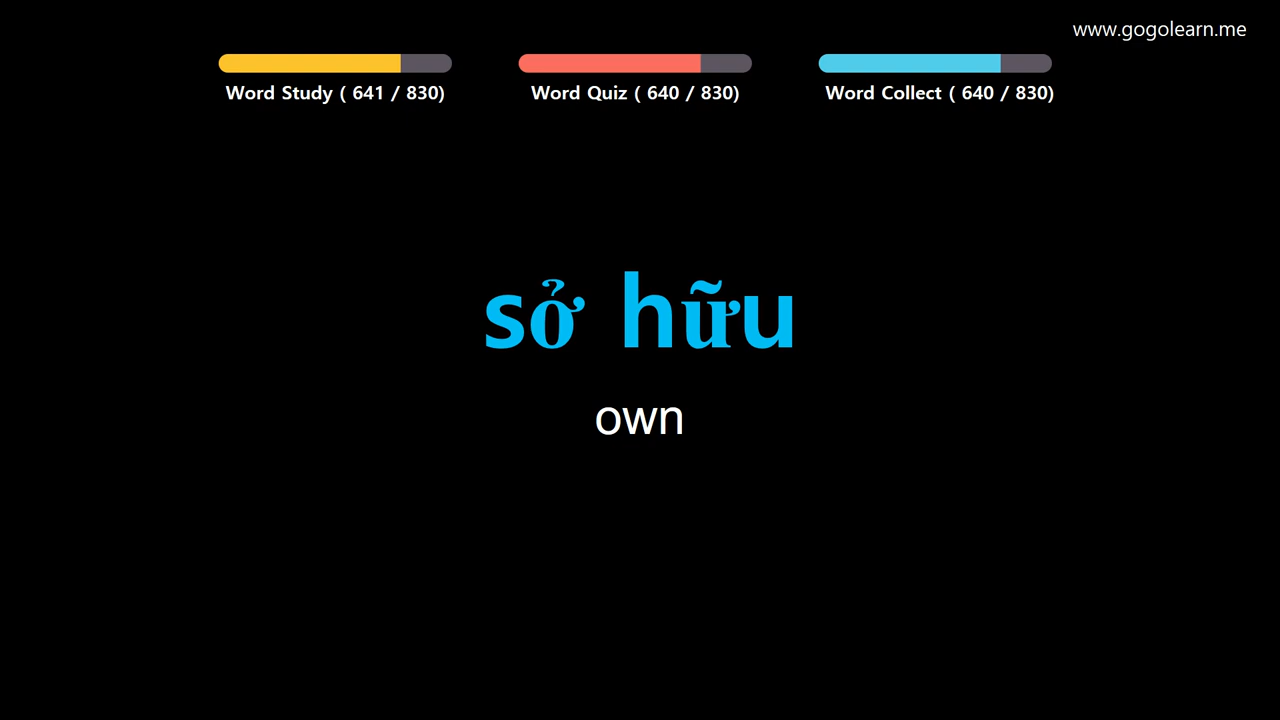 www.gogolearn.me
Word Study ( 641 / 830)
Word Quiz ( 640 / 830)
Word Collect ( 640 / 830)
sở hữu
own